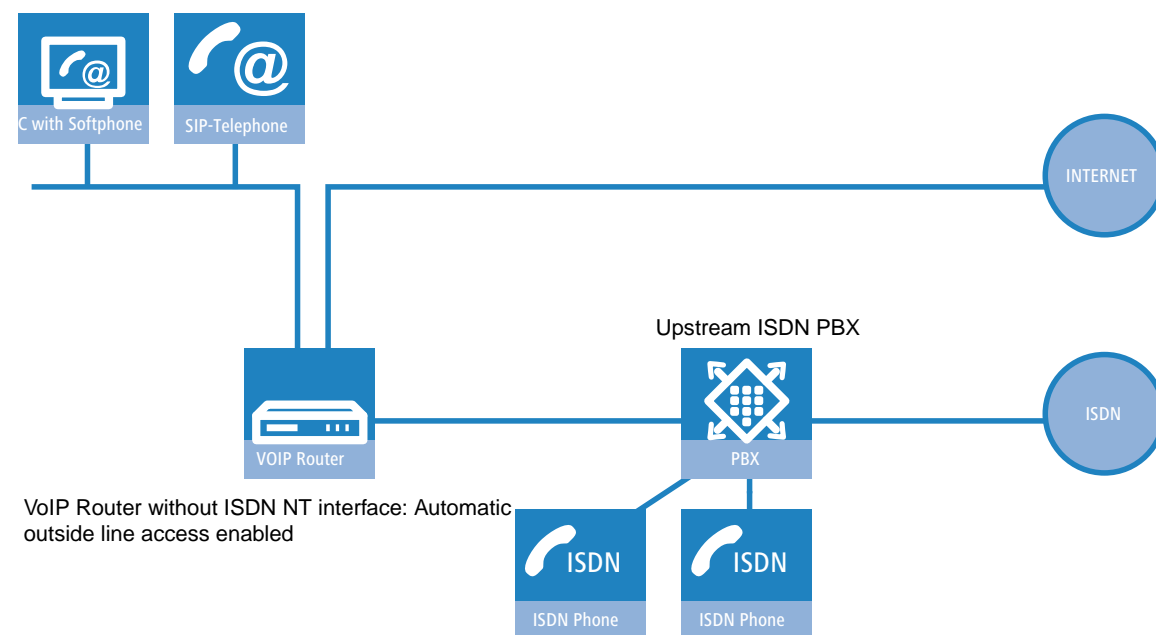 @
@
C with Softphone
SIP-Telephone
INTERNET
Upstream ISDN PBX
VOIP Router
PBX
ISDN
VoIP Router without ISDN NT interface: Automatic
outside line access enabled
ISDN
ISDN
ISDN Phone
ISDN Phone